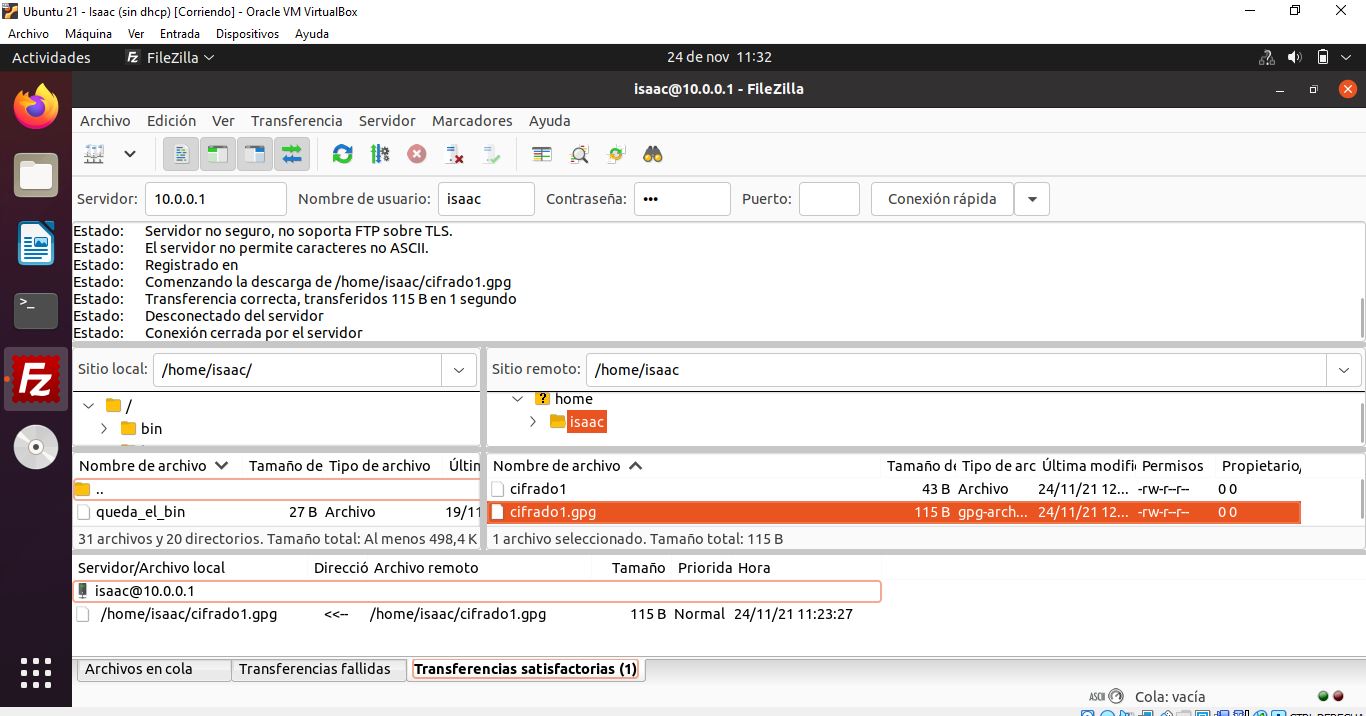 Ubuntu 21 - Isaac (sin dhcp) [Corriendo] - Oracle VM VirtualBox
Archivo Máquina Ver Entrada Dispositivos Ayuda
Actividades FileZilla 24 de nov 11:32
isaac@10.0.0.1 - FileZilla
Archivo Edición Ver Transferencia Servidor Marcadores Ayuda
Servidor: 10.0.0.1 Nombre de usuario: isaac Contraseña: ••• Puerto: Conexión rápida
Estado: Servidor no seguro, no soporta FTP sobre TLS.
Estado: El servidor no permite caracteres no ASCII.
Estado: Registrado en
Estado: Comenzando la descarga de /home/isaac/cifrado1.gpg
Estado: Transferencia correcta, transferidos 115 B en 1 segundo
Estado: Desconectado del servidor
Estado: Conexión cerrada por el servidor
Sitio local: /home/isaac/ Sitio remoto: /home/isaac
/ ? home
bin isaac
Nombre de archivo Tamaño de Tipo de archivo Últin Nombre de archivo Tamaño de Tipo de arc Última modifi Permisos Propietario/
.. cifrado1 43 B Archivo 24/11/21 12... -rw-r--r-- 0 0
queda_el_bin 27 B Archivo 19/11 cifrado1.gpg 115 B gpg-arch... 24/11/21 12... -rw-r--r-- 0 0
31 archivos y 20 directorios. Tamaño total: Al menos 498,4 K 1 archivo seleccionado. Tamaño total: 115 B
Servidor/Archivo local Direcció Archivo remoto Tamaño Priorida Hora
isaac@10.0.0.1
/home/isaac/cifrado1.gpg <<-- /home/isaac/cifrado1.gpg 115 B Normal 24/11/21 11:23:27
Archivos en cola Transferencias fallidas Transferencias satisfactorias (1)
ASCII Cola: vacía
CTRL DERECHA